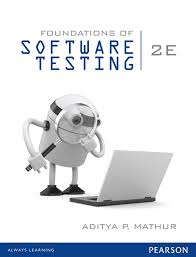 FOUNDATIONS OF
SOFTWARE
TESTING 2E
ADITYA P. MATHUR
ALWAYS LEARNING
PEARSON